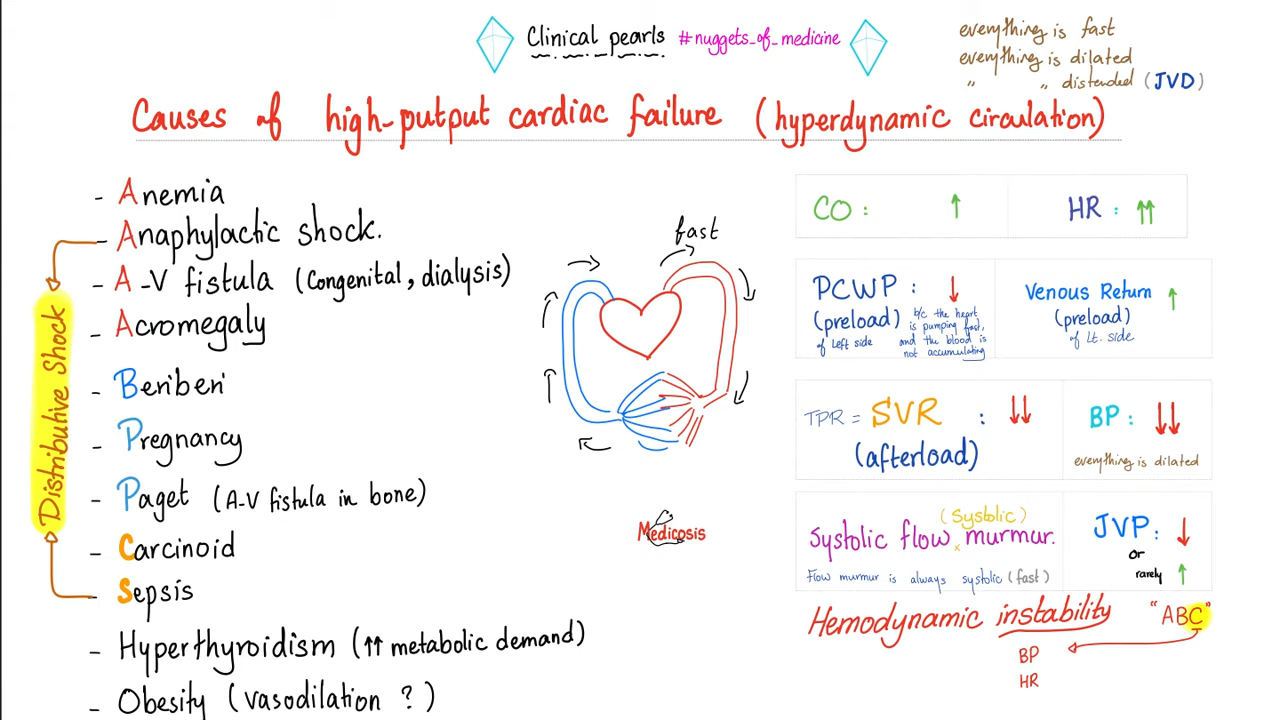 Clinical pearls #nuggets_of_medicine
everything is fast
everything is dilated
" " distended (JVD)
Causes of high-putput cardiac failure (hyperdynamic circulation)
- Anemia
- Anaphylactic shock.
- A-V fistula (Congenital, dialysis)
- Acromegaly
- Beriberi
- Pregnancy
- Paget (A-V fistula in bone)
- Carcinoid
- Sepsis
- Hyperthyroidism (↑↑ metabolic demand)
- Obesity (vasodilation ?)
Distributive Shock
fast
Medicosis
CO : ↑
HR : ↑↑
PCWP : ↓
(preload)
of Left side
b/c the heart
is pumping fast,
and the blood is
not accumulating
Venous Return ↑
(preload)
of Lt. side
TPR = SVR : ↓↓
(afterload)
BP : ↓↓
everything is dilated
(Systolic)
Systolic flow x murmur.
Flow murmur is always systolic (fast)
JVP : ↓
or
rarely ↑
Hemodynamic instability "ABC"
BP
HR